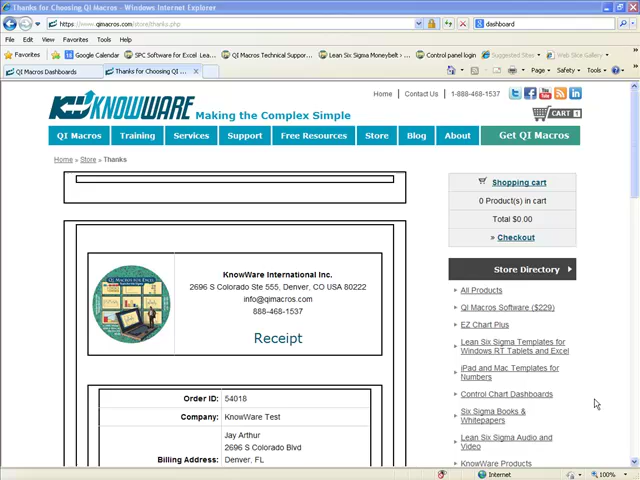 Thanks for Choosing QI Macros - Windows Internet Explorer
https://www.qimacros.com/store/thanks.php
dashboard
File Edit View Favorites Tools Help
Favorites Google Calendar SPC Software for Excel Lea... QI Macros Technical Support... Lean Six Sigma Moneybelt -... Control panel login Suggested Sites Web Slice Gallery
QI Macros Dashboards Thanks for Choosing QI ...
Page Safety Tools
KNOWWARE Making the Complex Simple
Home Contact Us 1-888-468-1537
CART 1
QI Macros Training Services Support Free Resources Store Blog About Get QI Macros
Home » Store » Thanks
KnowWare International Inc.
2696 S Colorado Ste 555, Denver, CO USA 80222
info@qimacros.com
888-468-1537
Receipt
Order ID: 54018
Company: KnowWare Test
Jay Arthur
2696 S Colorado Blvd
Billing Address: Denver, FL
Shopping cart
0 Product(s) in cart
Total $0.00
» Checkout
Store Directory
All Products
QI Macros Software ($229)
EZ Chart Plus
Lean Six Sigma Templates for
Windows RT Tablets and Excel
iPad and Mac Templates for
Numbers
Control Chart Dashboards
Six Sigma Books &
Whitepapers
Lean Six Sigma Audio and
Video
KnowWare Products
Internet 100%